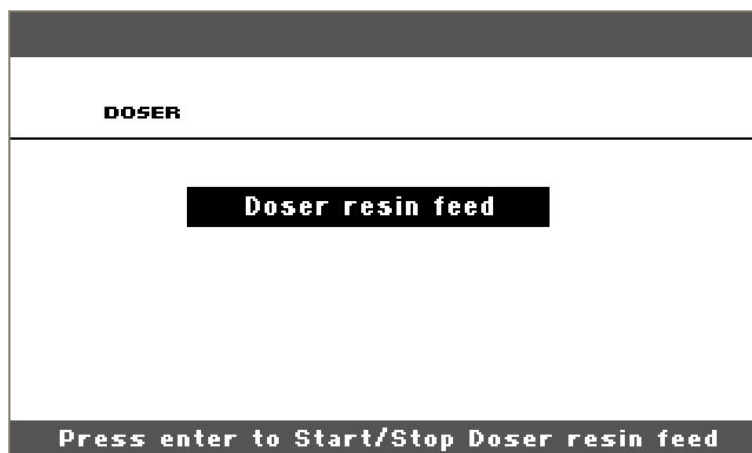 DOSER
Doser resin feed
Press enter to Start/Stop Doser resin feed